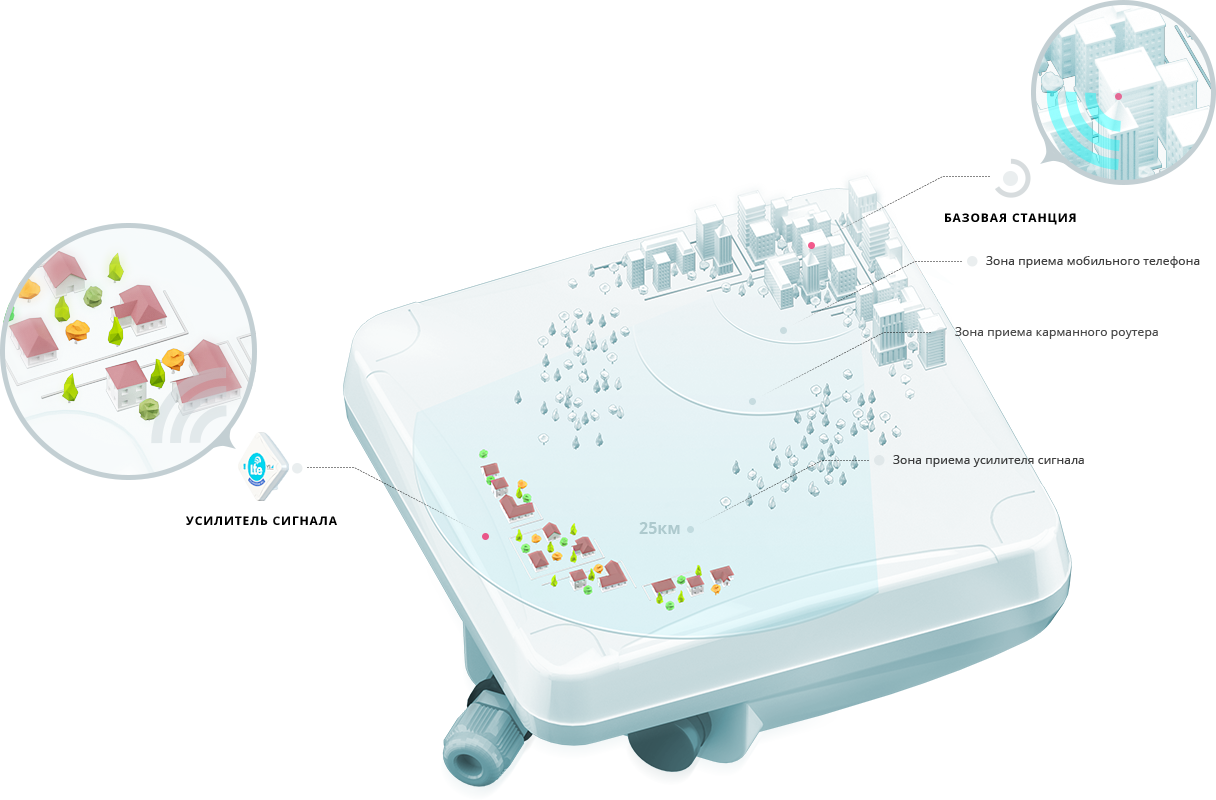 БАЗОВАЯ СТАНЦИЯ
Зона приема мобильного телефона
Зона приема карманного роутера
Зона приема усилителя сигнала
lte
УСИЛИТЕЛЬ СИГНАЛА
25км